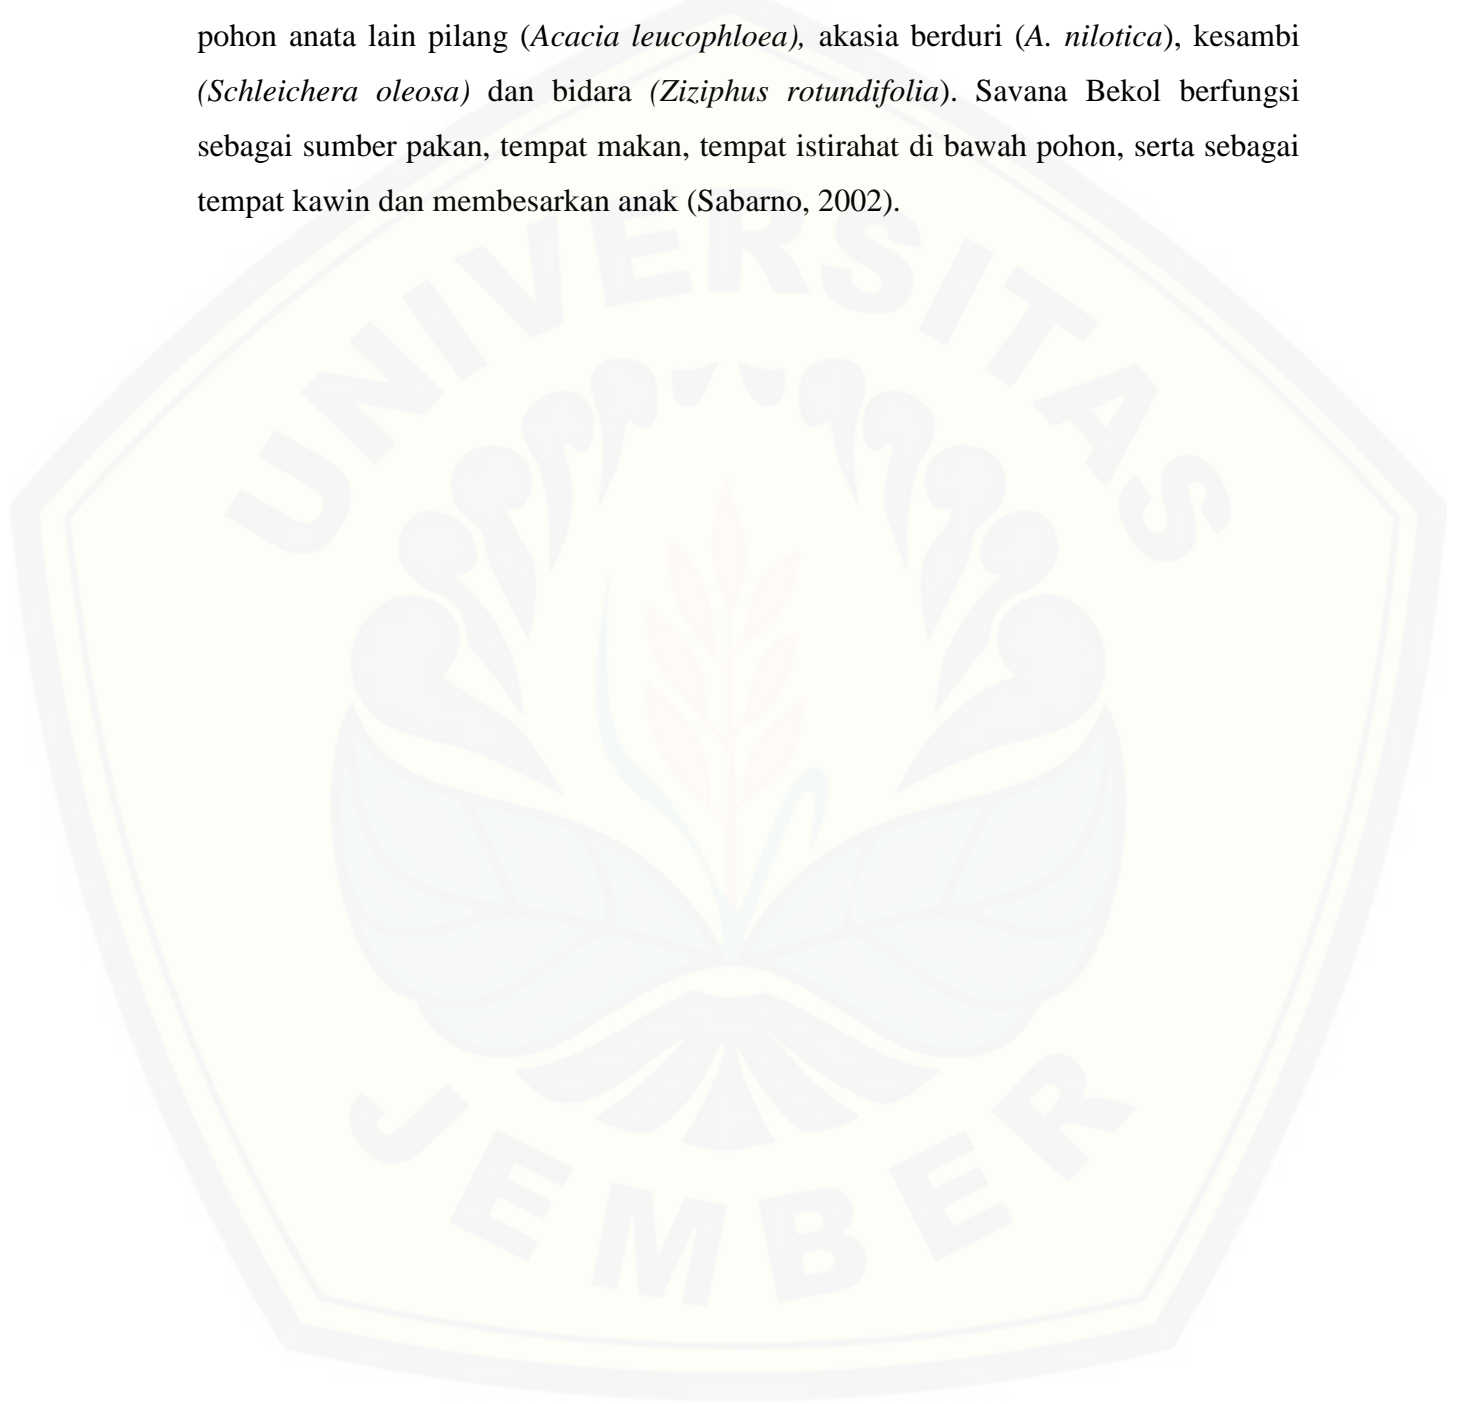 pohon anata lain pilang (Acacia leucophloea), akasia berduri (A. nilotica), kesambi
(Schleichera oleosa) dan bidara (Ziziphus rotundifolia). Savana Bekol berfungsi
sebagai sumber pakan, tempat makan, tempat istirahat di bawah pohon, serta sebagai
tempat kawin dan membesarkan anak (Sabarno, 2002).
UNIVERSITAS
JEMBER